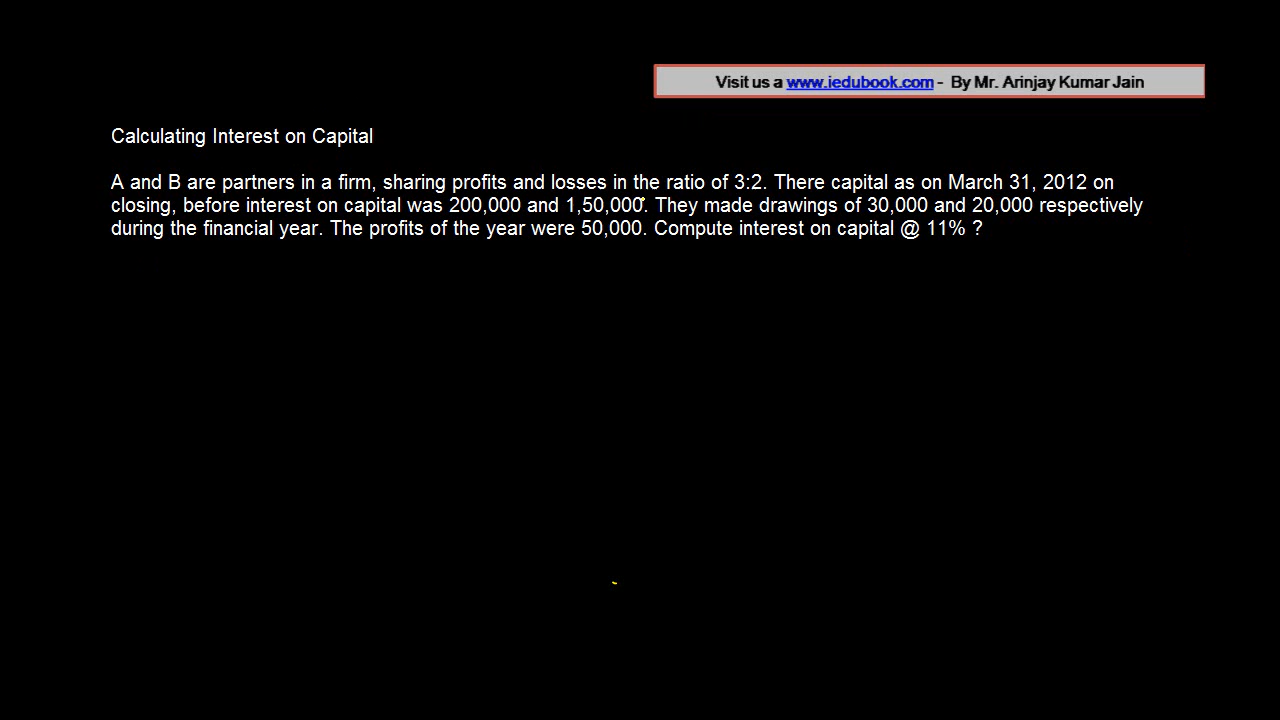 Visit us a www.iedubook.com - By Mr. Arinjay Kumar Jain
Calculating Interest on Capital
A and B are partners in a firm, sharing profits and losses in the ratio of 3:2. There capital as on March 31, 2012 on
closing, before interest on capital was 200,000 and 1,50,000. They made drawings of 30,000 and 20,000 respectively
during the financial year. The profits of the year were 50,000. Compute interest on capital @ 11% ?